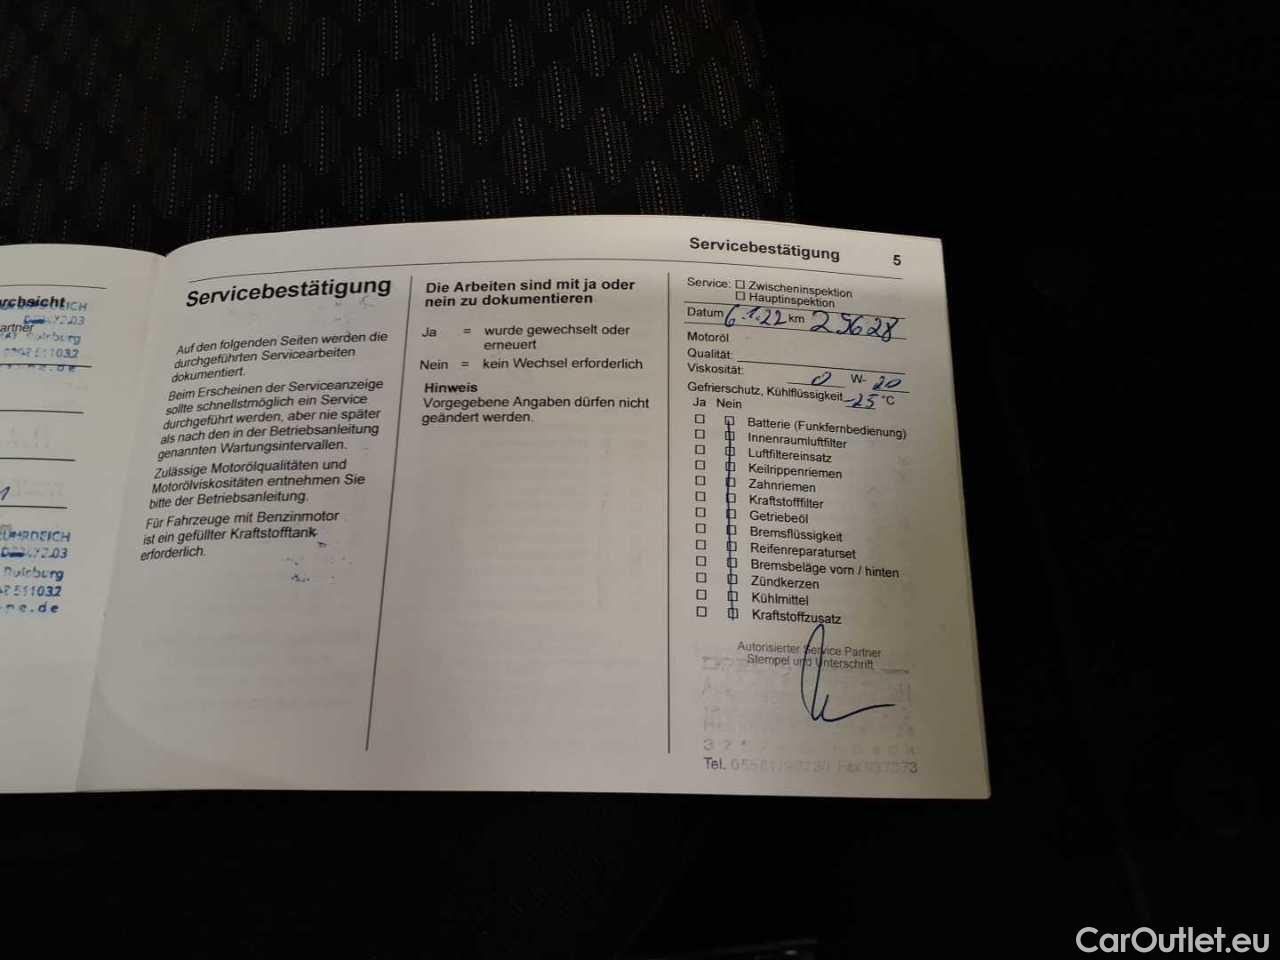 Servicebestätigung 5
Servicebestätigung
Auf den folgenden Seiten werden die
durchgeführten Servicearbeiten
dokumentiert.
Beim Erscheinen der Serviceanzeige
sollte schnellstmöglich ein Service
durchgeführt werden, aber nie später
als nach den in der Betriebsanleitung
genannten Wartungsintervallen.
Zulässige Motorölqualitäten und
Motorölviskositäten entnehmen Sie
bitte der Betriebsanleitung.
Für Fahrzeuge mit Benzinmotor
ist ein gefüllter Kraftstofftank
erforderlich.
Die Arbeiten sind mit ja oder
nein zu dokumentieren
Ja = wurde gewechselt oder
erneuert
Nein = kein Wechsel erforderlich
Hinweis
Vorgegebene Angaben dürfen nicht
geändert werden.
Service: Zwischeninspektion
Hauptinspektion
Datum 6.1.22 km 25628
Motoröl
Qualität:
Viskosität: 0 W- 20
Gefrierschutz, Kühlflüssigkeit -25 °C
Ja Nein
Batterie (Funkfernbedienung)
Innenraumluftfilter
Luftfiltereinsatz
Keilrippenriemen
Zahnriemen
Kraftstofffilter
Getriebeöl
Bremsflüssigkeit
Reifenreparaturset
Bremsbeläge vorn / hinten
Zündkerzen
Kühlmittel
Kraftstoffzusatz
Autorisierter Service Partner
Stempel und Unterschrift
Tel.
CarOutlet.eu